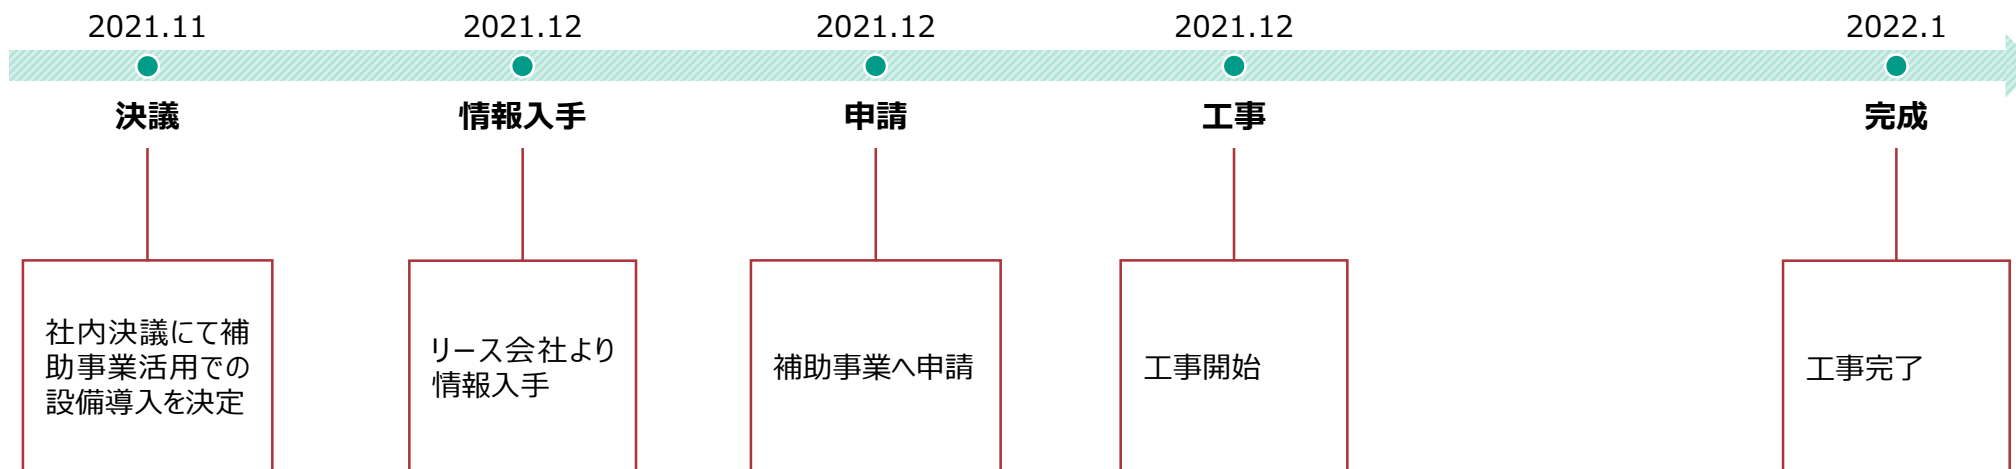 2021.11
2021.12
2021.12
2021.12
2022.1
決議
情報入手
申請
工事
完成
社内決議にて補
助事業活用での
設備導入を決定
リース会社より
情報入手
補助事業へ申請
工事開始
工事完了